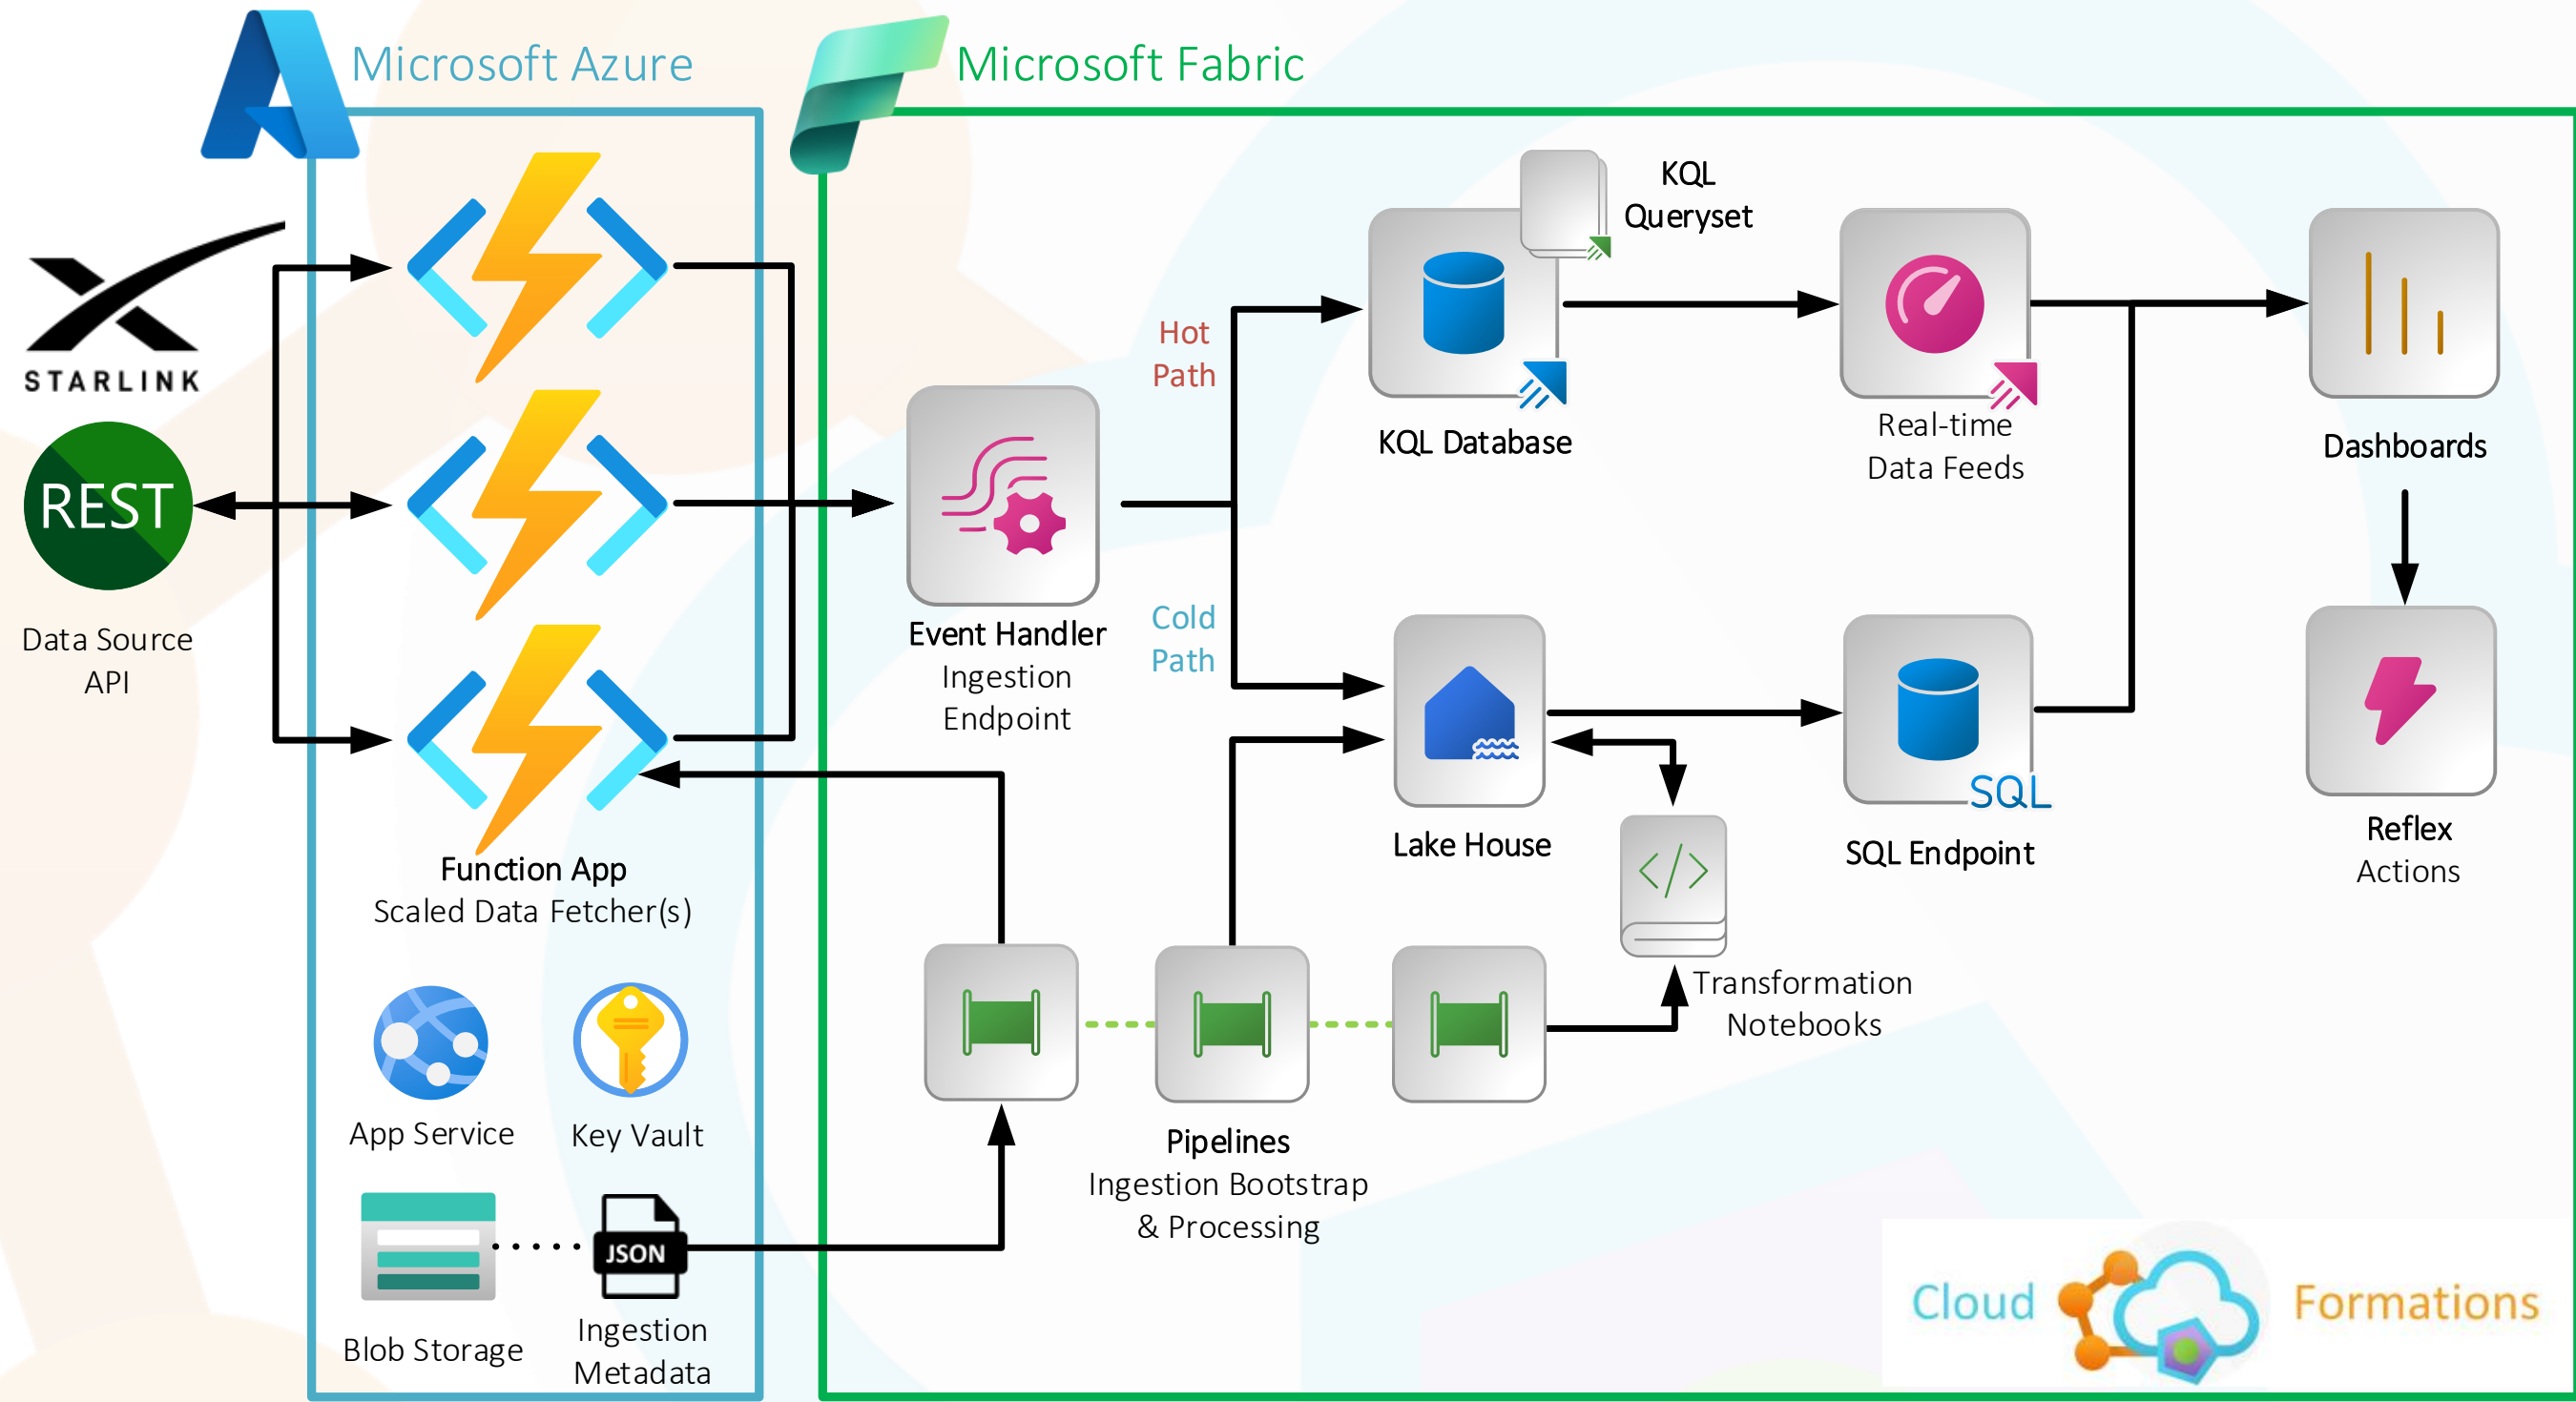 Microsoft Azure
Microsoft Fabric
STARLINK
REST
Data Source
API
Function App
Scaled Data Fetcher(s)
App Service
Key Vault
Blob Storage
JSON
Ingestion
Metadata
Event Handler
Ingestion
Endpoint
Hot
Path
Cold
Path
KQL
Queryset
KQL Database
Real-time
Data Feeds
Dashboards
Lake House
SQL
SQL Endpoint
Reflex
Actions
Transformation
Notebooks
Pipelines
Ingestion Bootstrap
& Processing
Cloud Formations